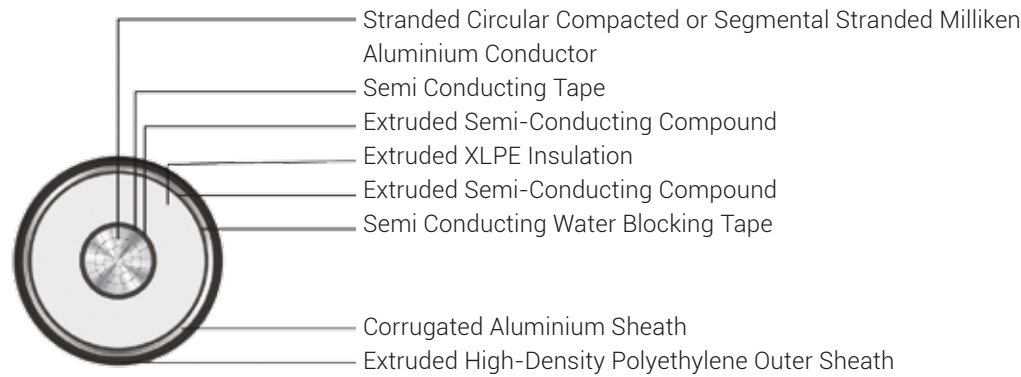 Stranded Circular Compacted or Segmental Stranded Milliken
Aluminium Conductor
Semi Conducting Tape
Extruded Semi-Conducting Compound
Extruded XLPE Insulation
Extruded Semi-Conducting Compound
Semi Conducting Water Blocking Tape
Corrugated Aluminium Sheath
Extruded High-Density Polyethylene Outer Sheath